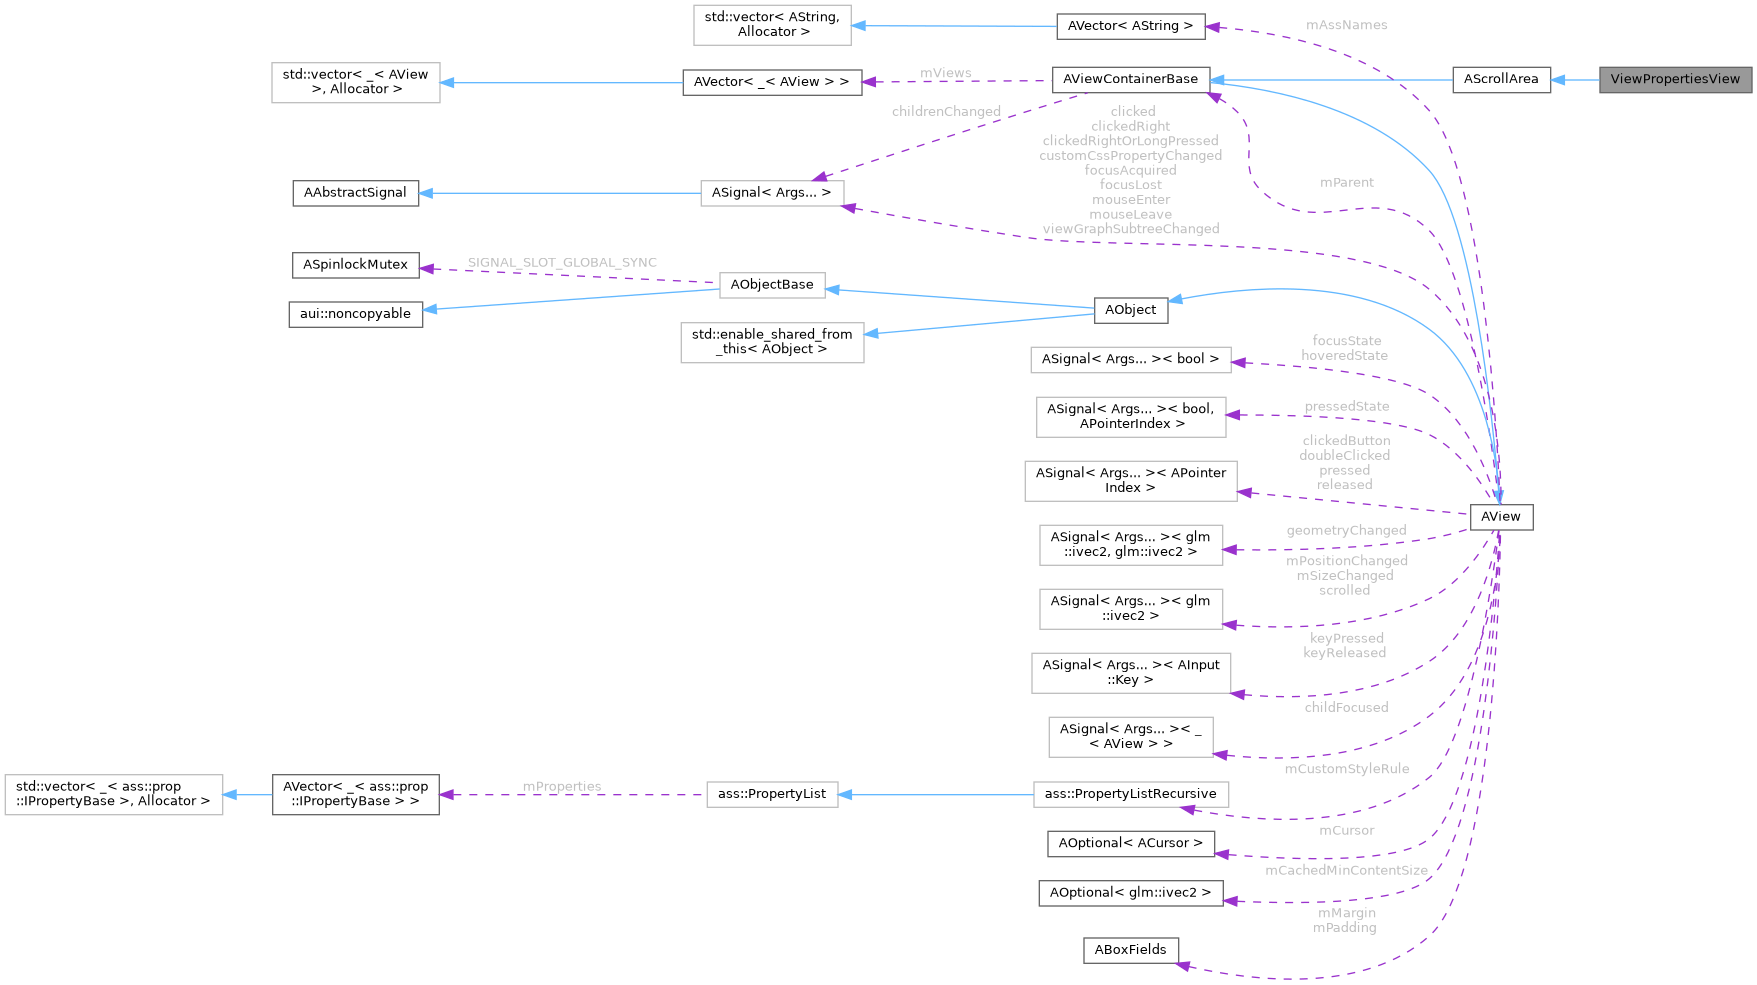 std::vector< AString,
Allocator >
AVector< AString >
mAssNames
std::vector< _< AView
>, Allocator >
AVector< _< AView > >
mViews
AViewContainerBase
AScrollArea
ViewPropertiesView
childrenChanged
clicked
clickedRight
clickedRightOrLongPressed
customCssPropertyChanged
focusAcquired
focusLost
mouseEnter
mouseLeave
viewGraphSubtreeChanged
mParent
AAbstractSignal
ASignal< Args... >
ASpinlockMutex
SIGNAL_SLOT_GLOBAL_SYNC
AObjectBase
aui::noncopyable
AObject
std::enable_shared_from
_this< AObject >
ASignal< Args... >< bool >
focusState
hoveredState
ASignal< Args... >< bool,
APointerIndex >
pressedState
ASignal< Args... >< APointer
Index >
clickedButton
doubleClicked
pressed
released
AView
ASignal< Args... >< glm
::ivec2, glm::ivec2 >
geometryChanged
ASignal< Args... >< glm
::ivec2 >
mPositionChanged
mSizeChanged
scrolled
ASignal< Args... >< AInput
::Key >
keyPressed
keyReleased
ASignal< Args... >< _
< AView > >
childFocused
std::vector< _< ass::prop
::IPropertyBase >, Allocator >
AVector< _< ass::prop
::IPropertyBase > >
mProperties
ass::PropertyList
ass::PropertyListRecursive
mCustomStyleRule
AOptional< ACursor >
mCursor
AOptional< glm::ivec2 >
mCachedMinContentSize
ABoxFields
mMargin
mPadding